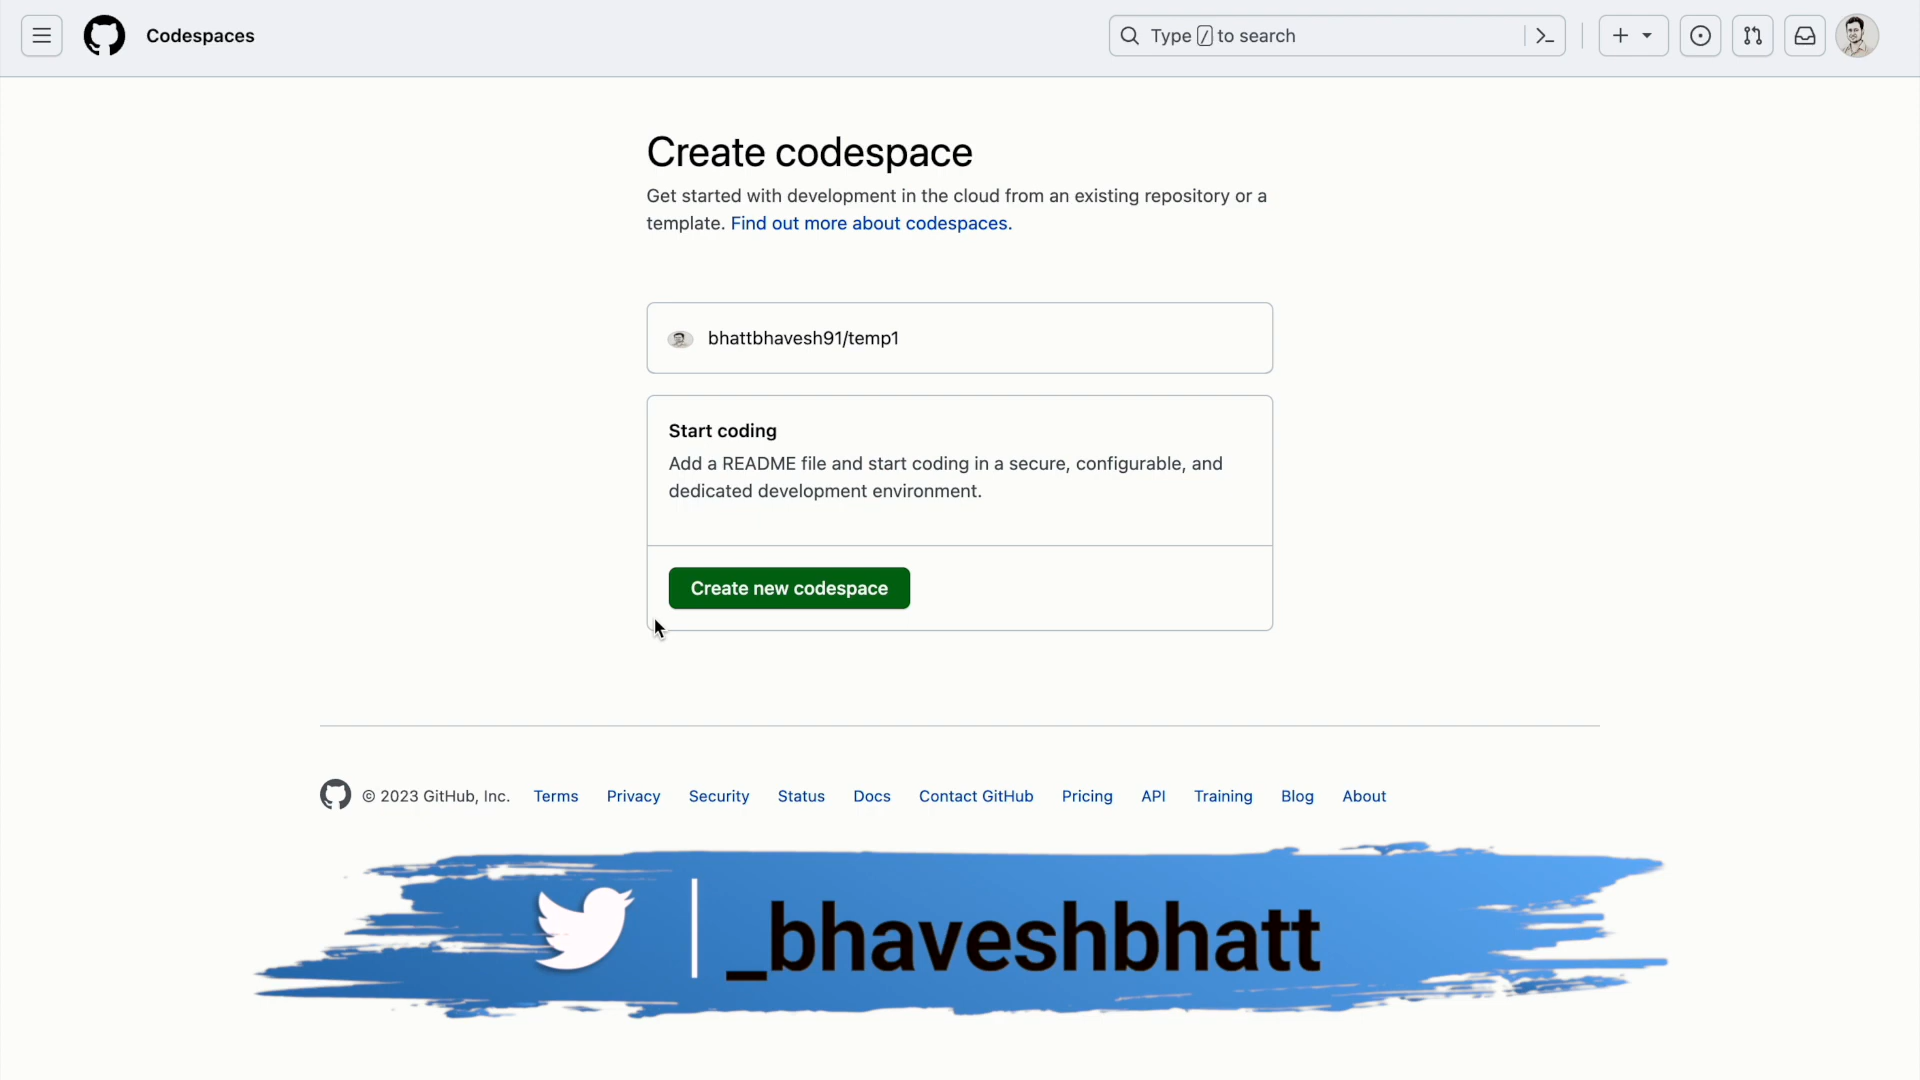 Codespaces
Type / to search
Create codespace
Get started with development in the cloud from an existing repository or a
template. Find out more about codespaces.
bhattbhavesh91/temp1
Start coding
Add a README file and start coding in a secure, configurable, and
dedicated development environment.
Create new codespace
© 2023 GitHub, Inc. Terms Privacy Security Status Docs Contact GitHub Pricing API Training Blog About
_bhaveshbhatt